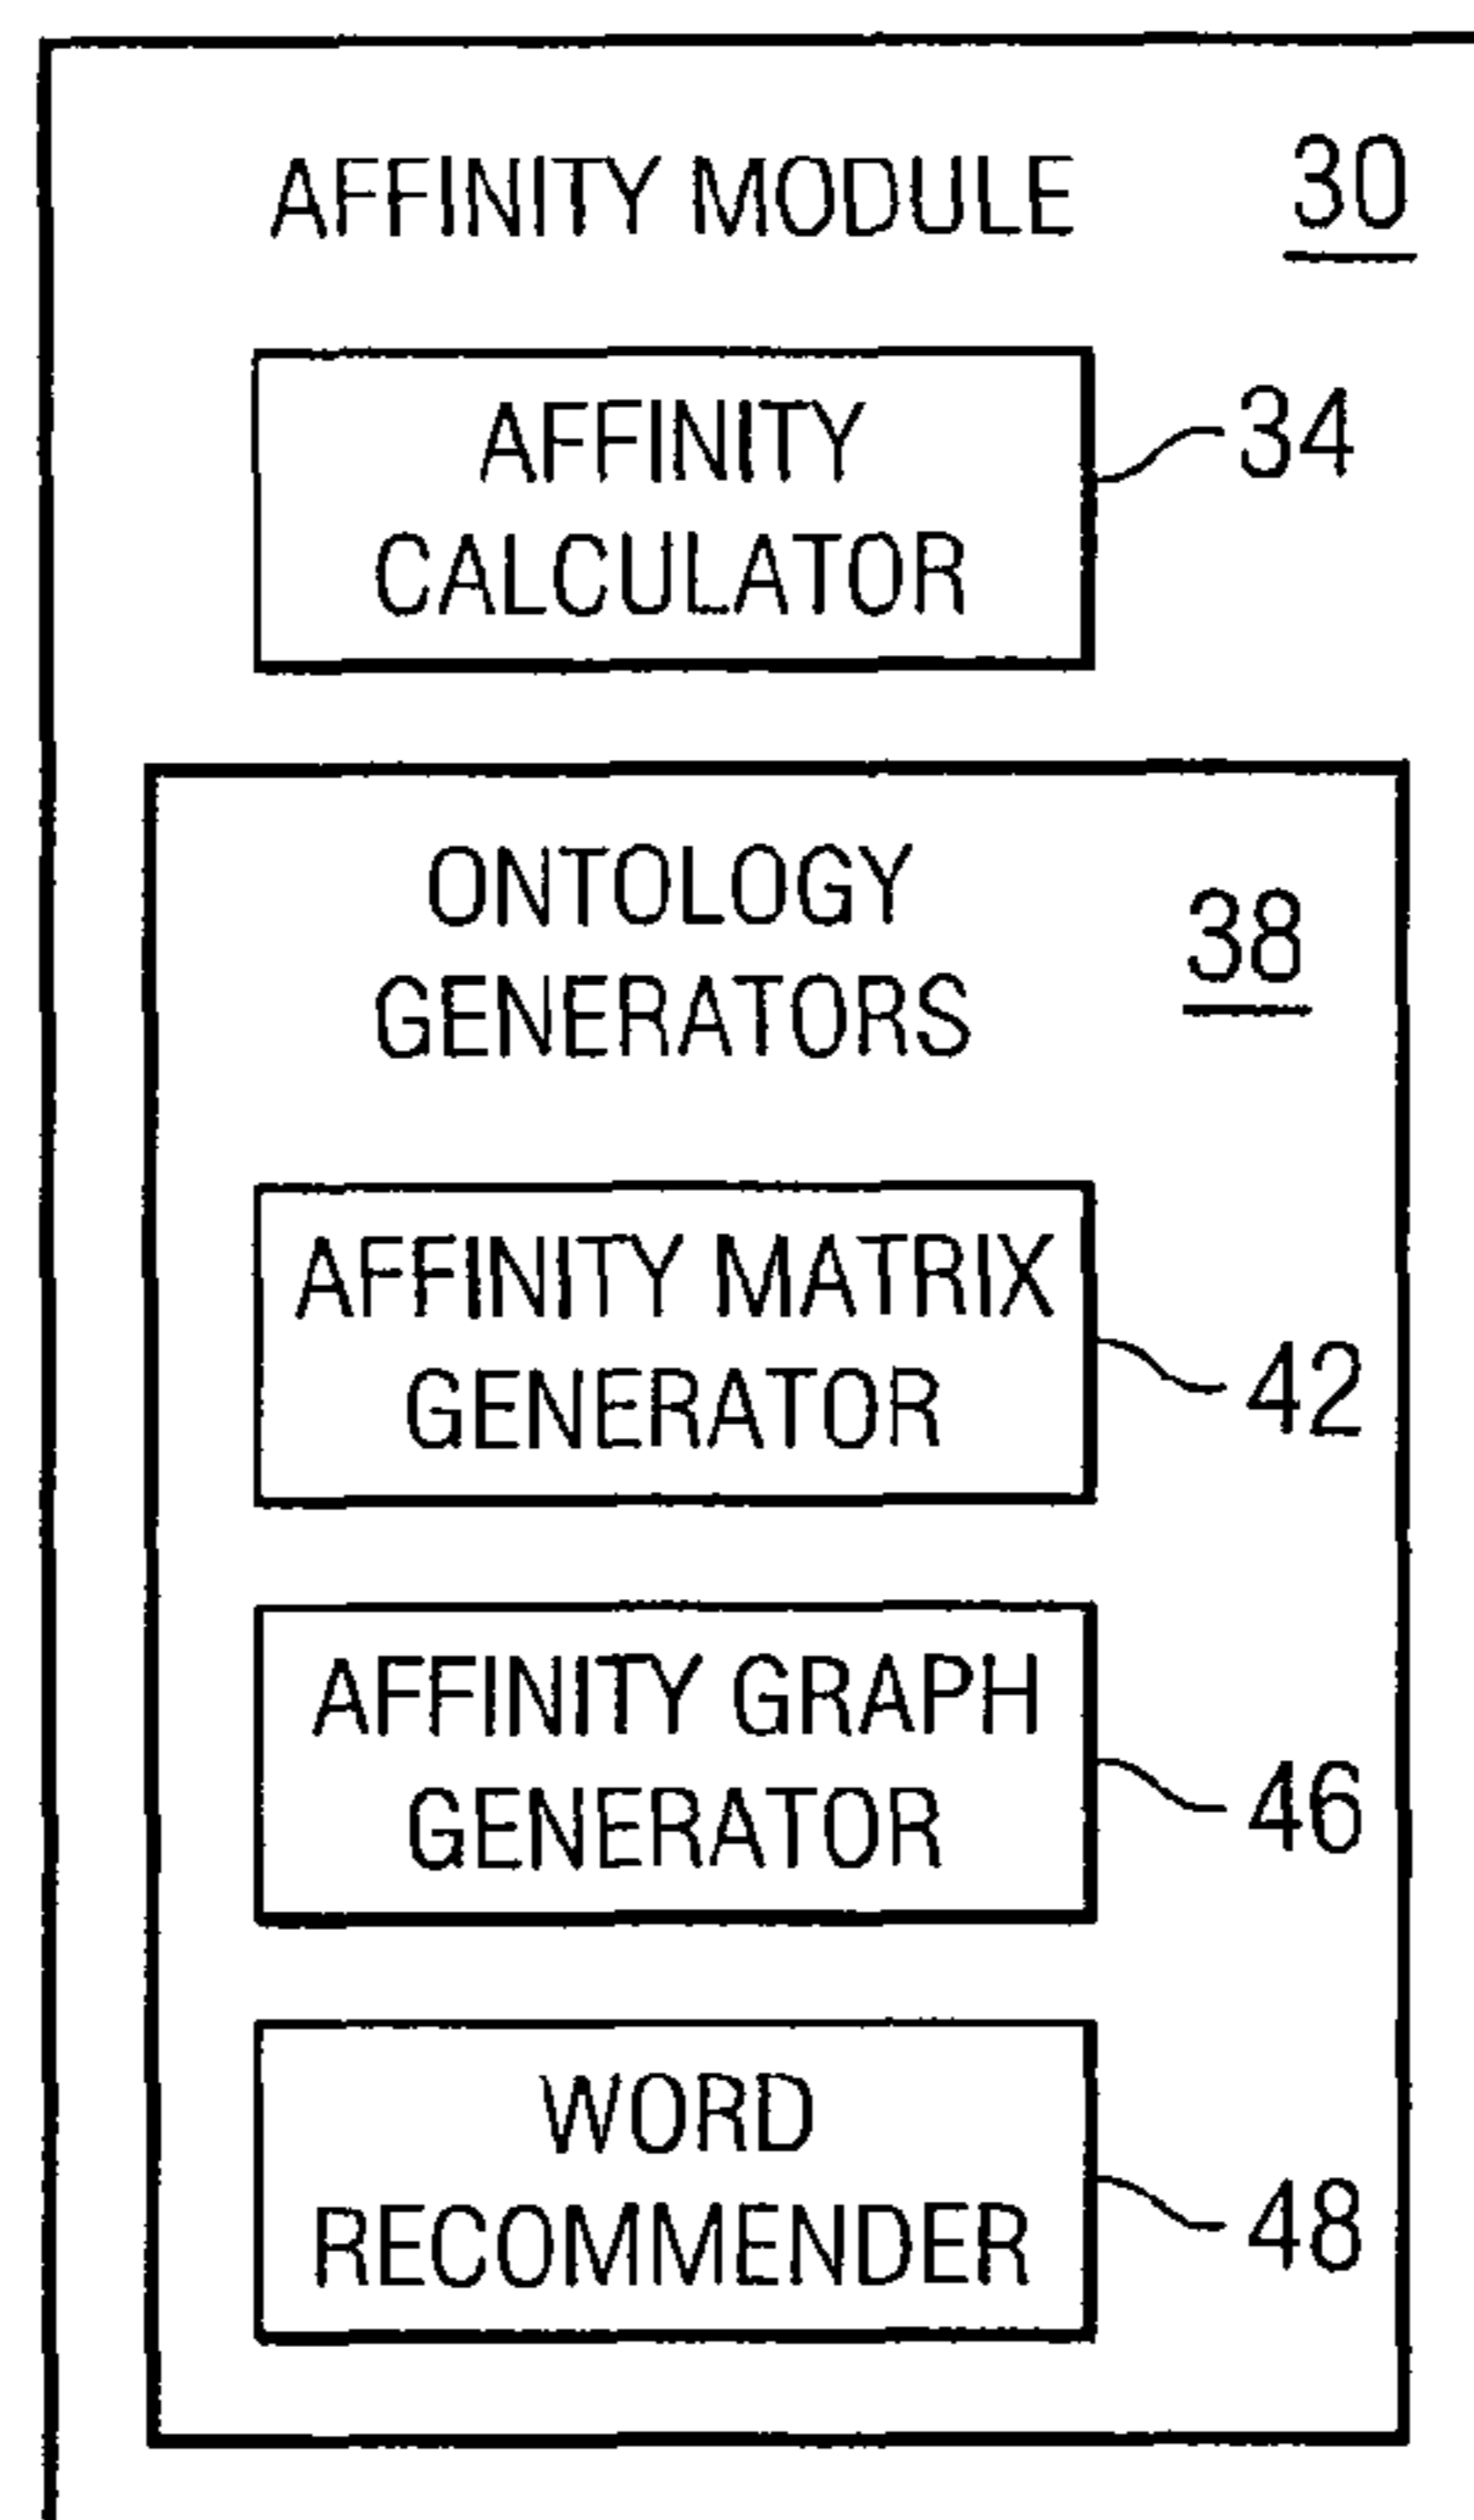 AFFINITY MODULE 30
AFFINITY
CALCULATOR
34
ONTOLOGY
GENERATORS
38
AFFINITY MATRIX
GENERATOR
42
AFFINITY GRAPH
GENERATOR
46
WORD
RECOMMENDER
48